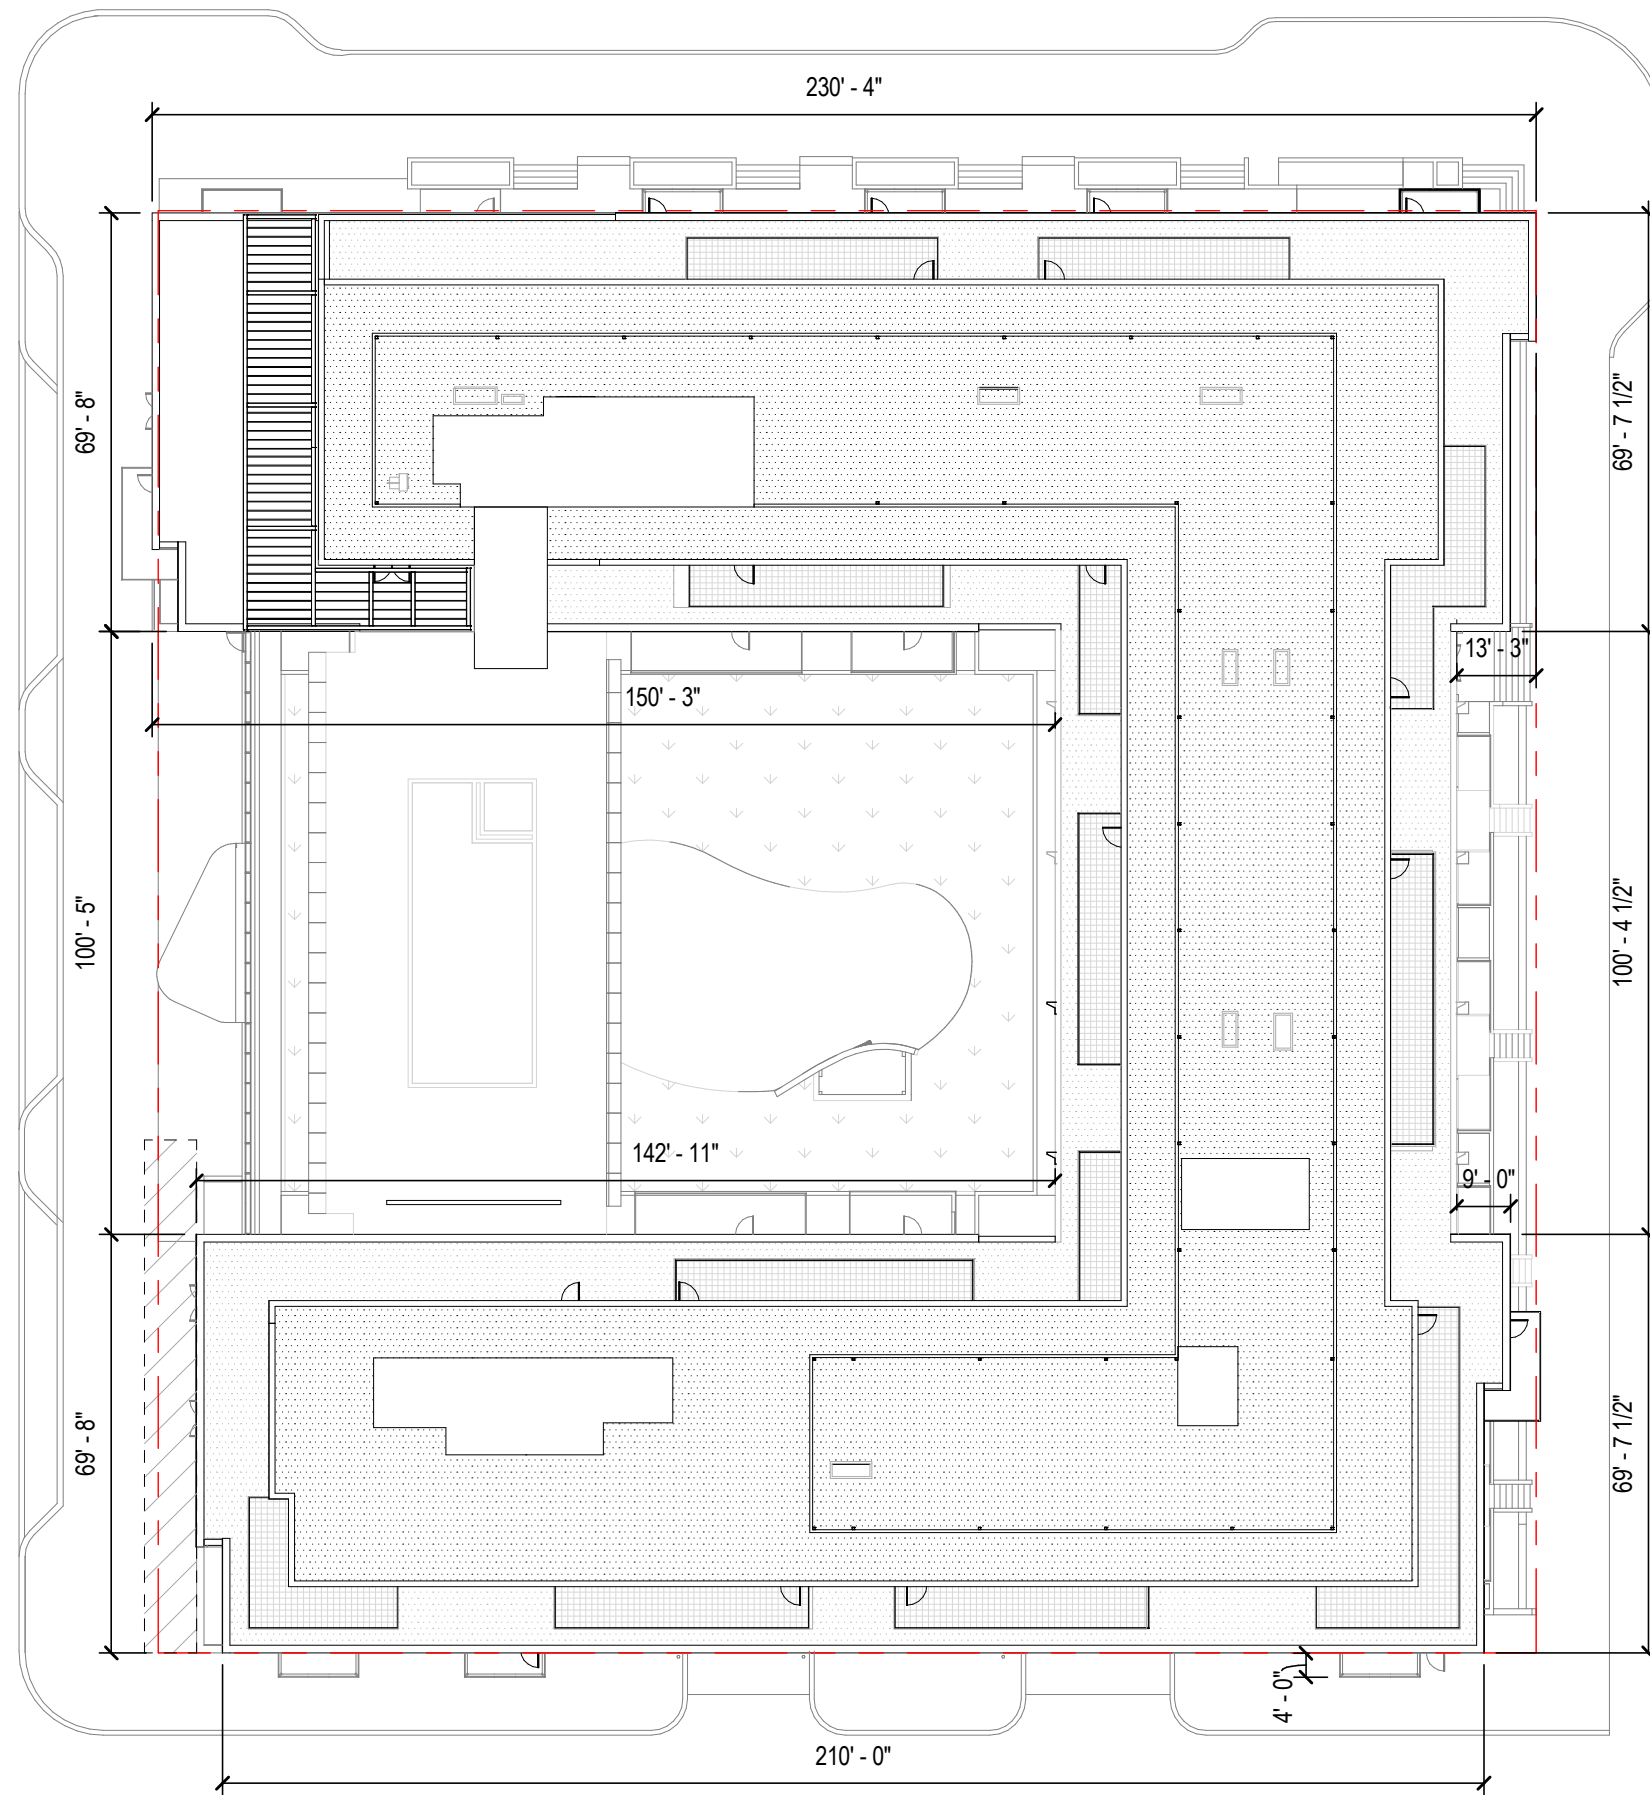 230' - 4"
69' - 8"
69' - 7 1/2"
13' - 3"
150' - 3"
100' - 5"
100' - 4 1/2"
142' - 11"
9' - 0"
69' - 8"
69' - 7 1/2"
4' - 0"
210' - 0"